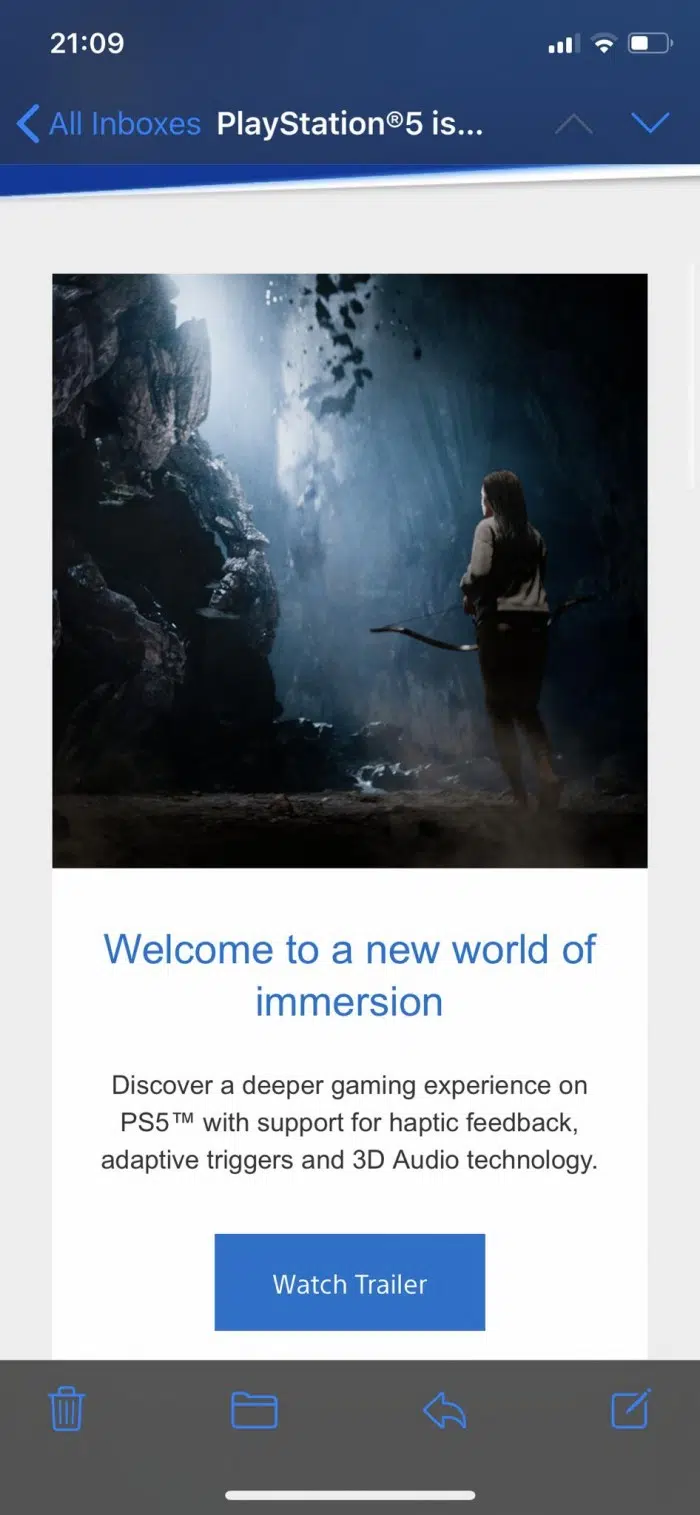 21:09
All Inboxes PlayStation®5 is...
Welcome to a new world of
immersion
Discover a deeper gaming experience on
PS5™ with support for haptic feedback,
adaptive triggers and 3D Audio technology.
Watch Trailer